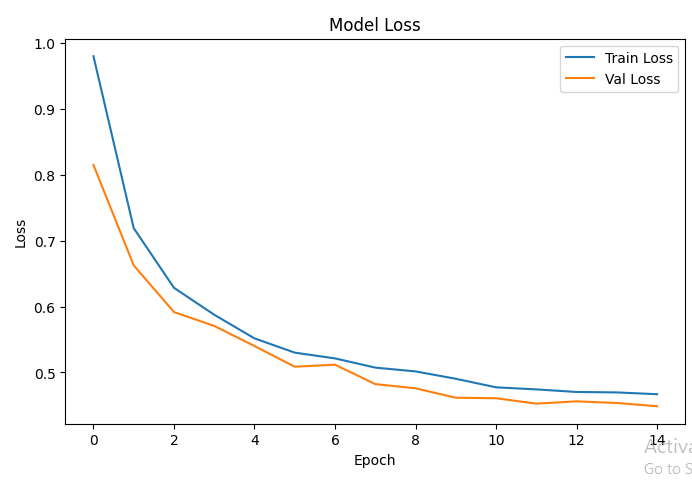 Model Loss
Train Loss
Val Loss
Loss
1.0
0.9
0.8
0.7
0.6
0.5
0 2 4 6 8 10 12 14
Epoch
Activa
Go to S